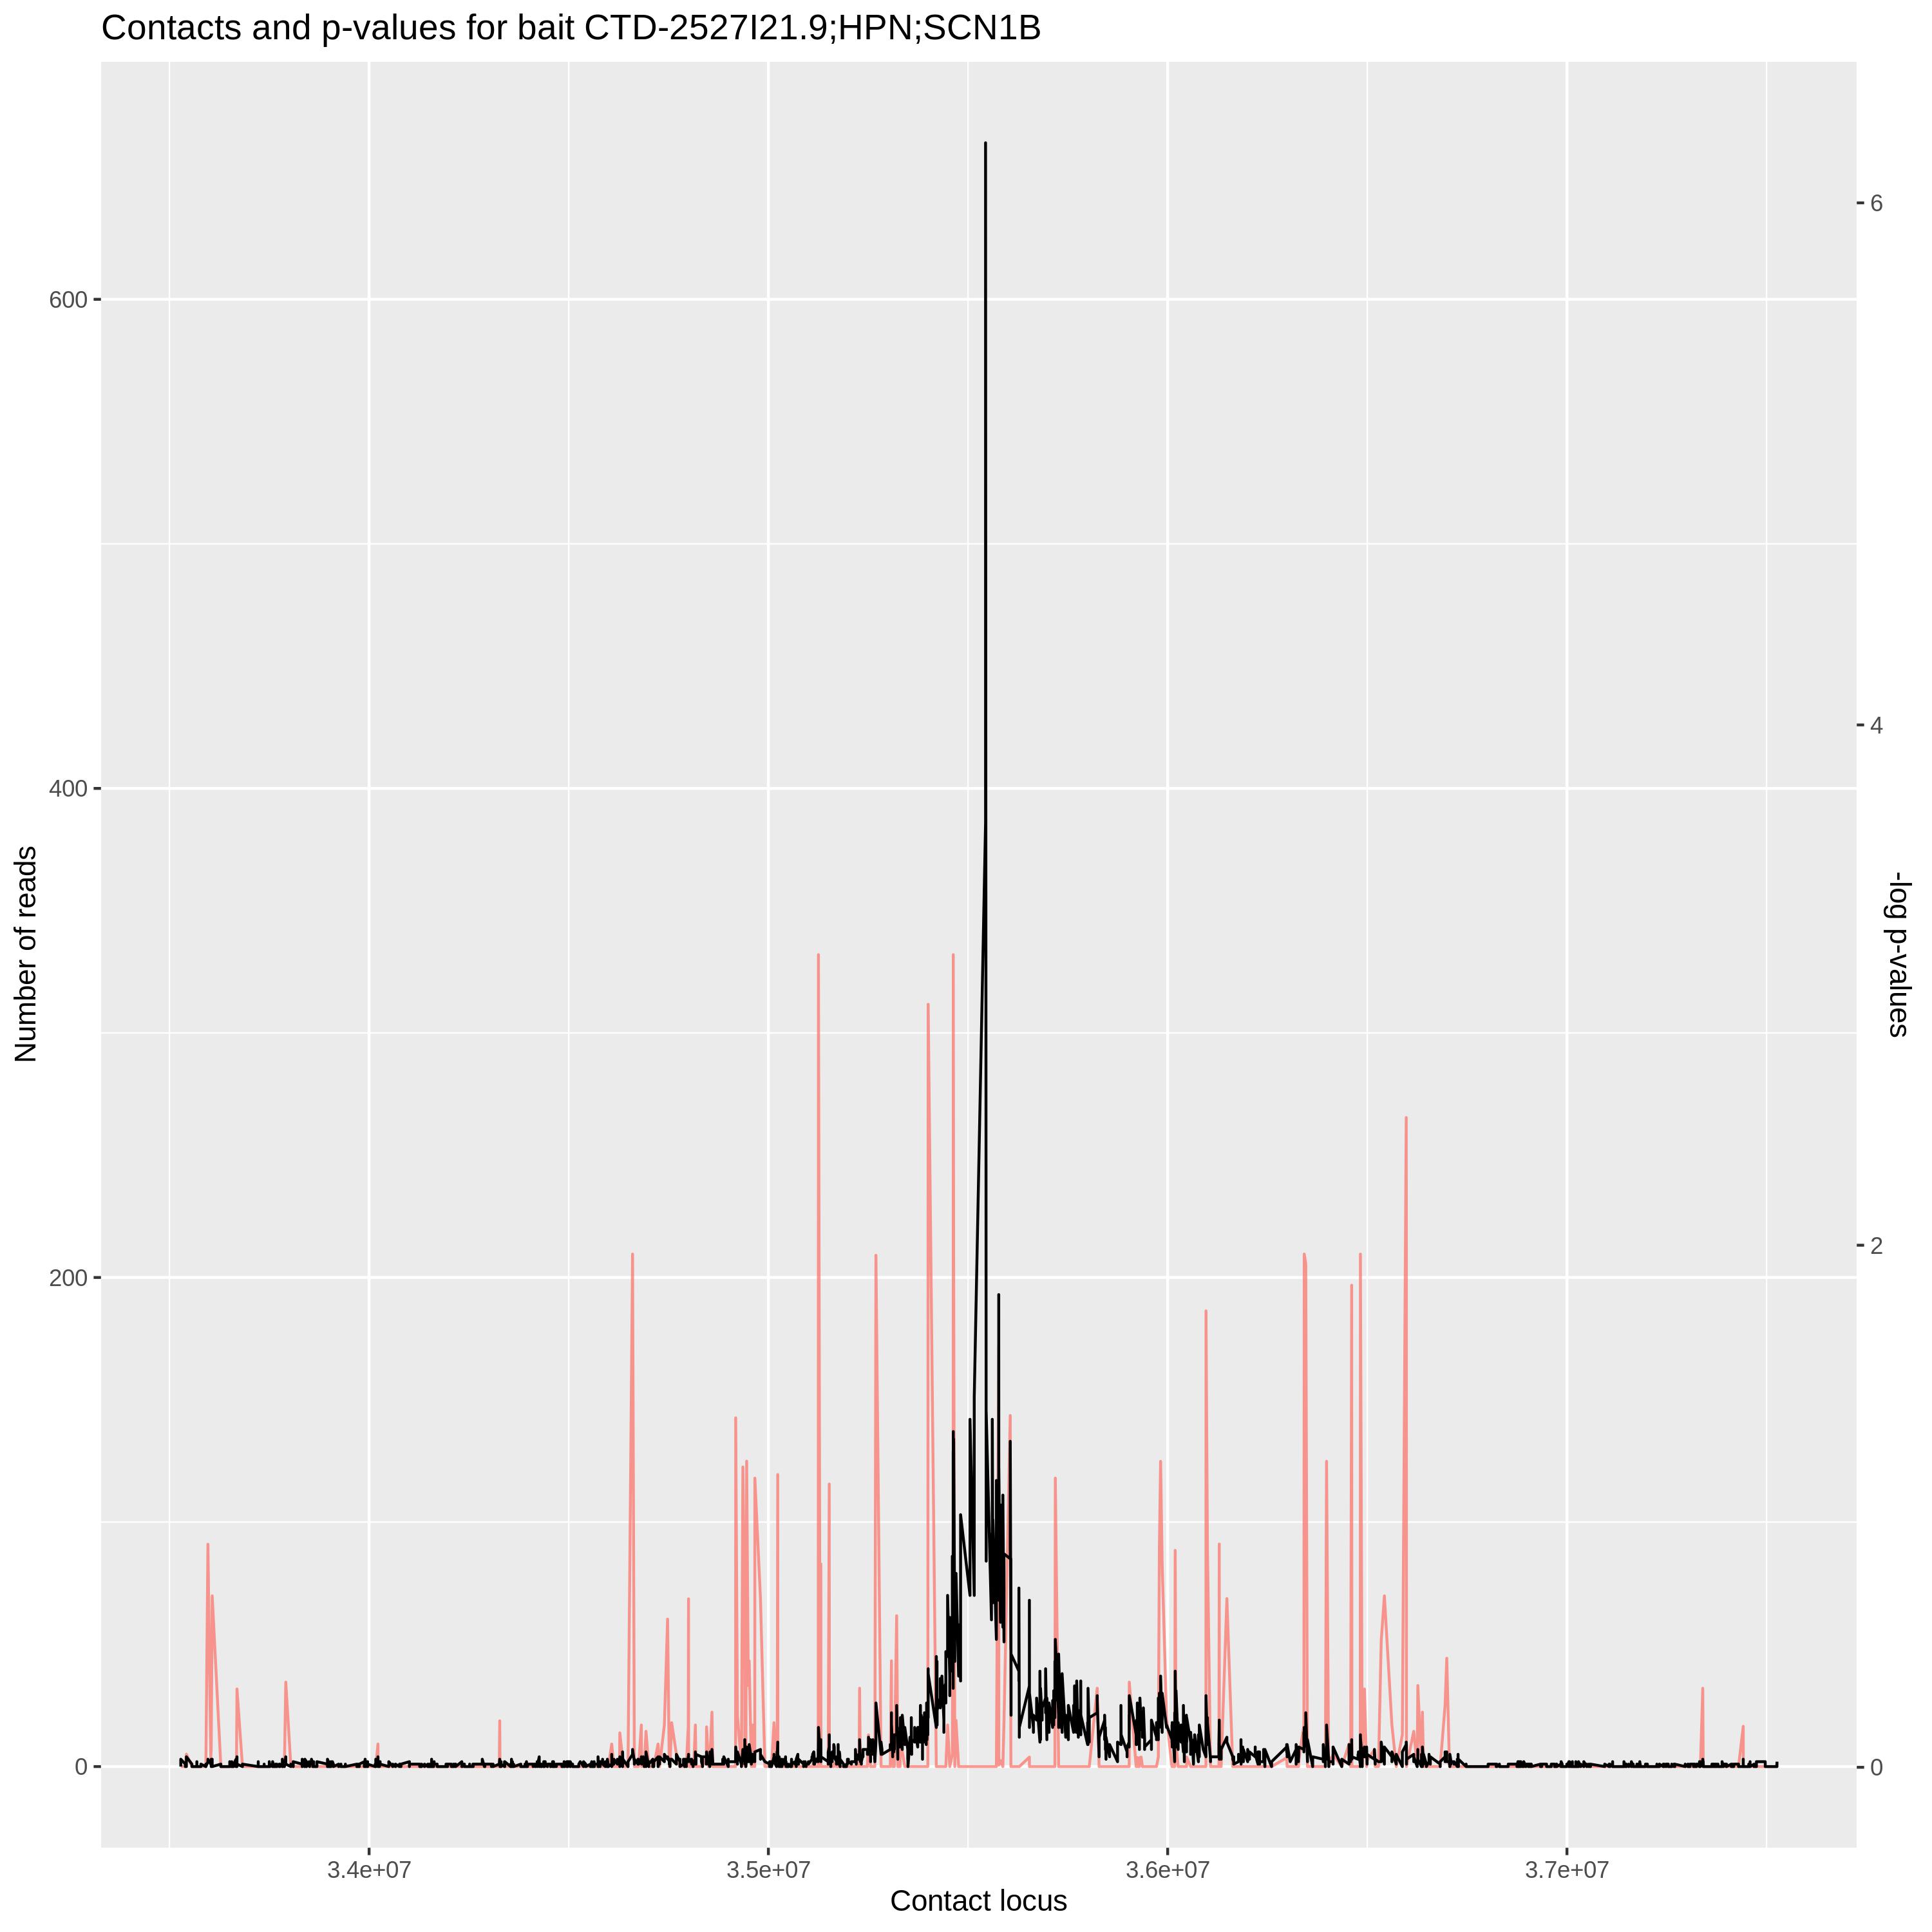 Contacts and p-values for bait CTD-2527I21.9;HPN;SCN1B
Number of reads
600
400
200
0
6
4
2
0
-log p-values
3.4e+07
3.5e+07
3.6e+07
3.7e+07
Contact locus